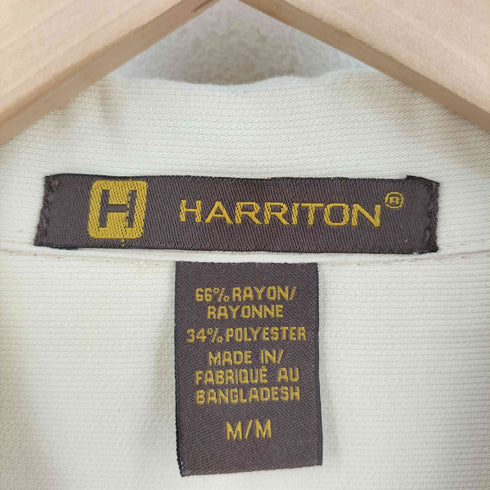 H HARRITON®
66% RAYON/
RAYONNE
34% POLYESTER
MADE IN/
FABRIQUÉ AU
BANGLADESH
M/M